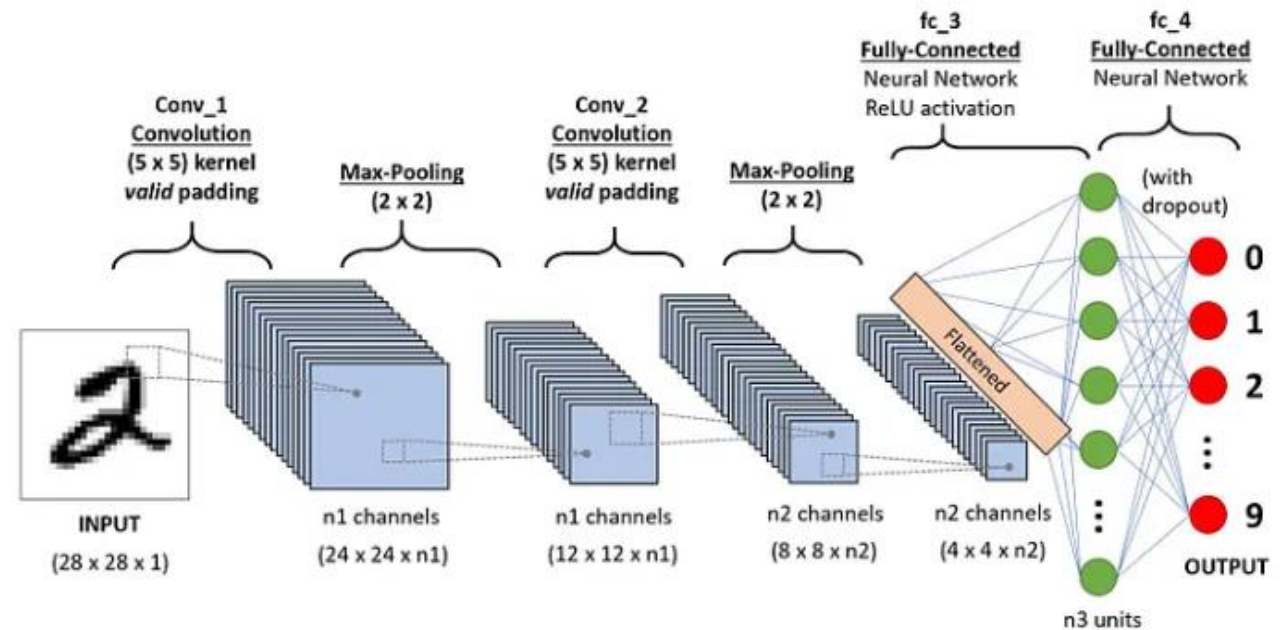 Conv_1
Convolution
(5 x 5) kernel
valid padding
Max-Pooling
(2 x 2)
Conv_2
Convolution
(5 x 5) kernel
valid padding
Max-Pooling
(2 x 2)
fc_3
Fully-Connected
Neural Network
ReLU activation
fc_4
Fully-Connected
Neural Network
(with
dropout)
2
INPUT
(28 x 28 x 1)
n1 channels
(24 x 24 x n1)
n1 channels
(12 x 12 x n1)
n2 channels
(8 x 8 x n2)
n2 channels
(4 x 4 x n2)
Flattened
n3 units
0
1
2
9
OUTPUT